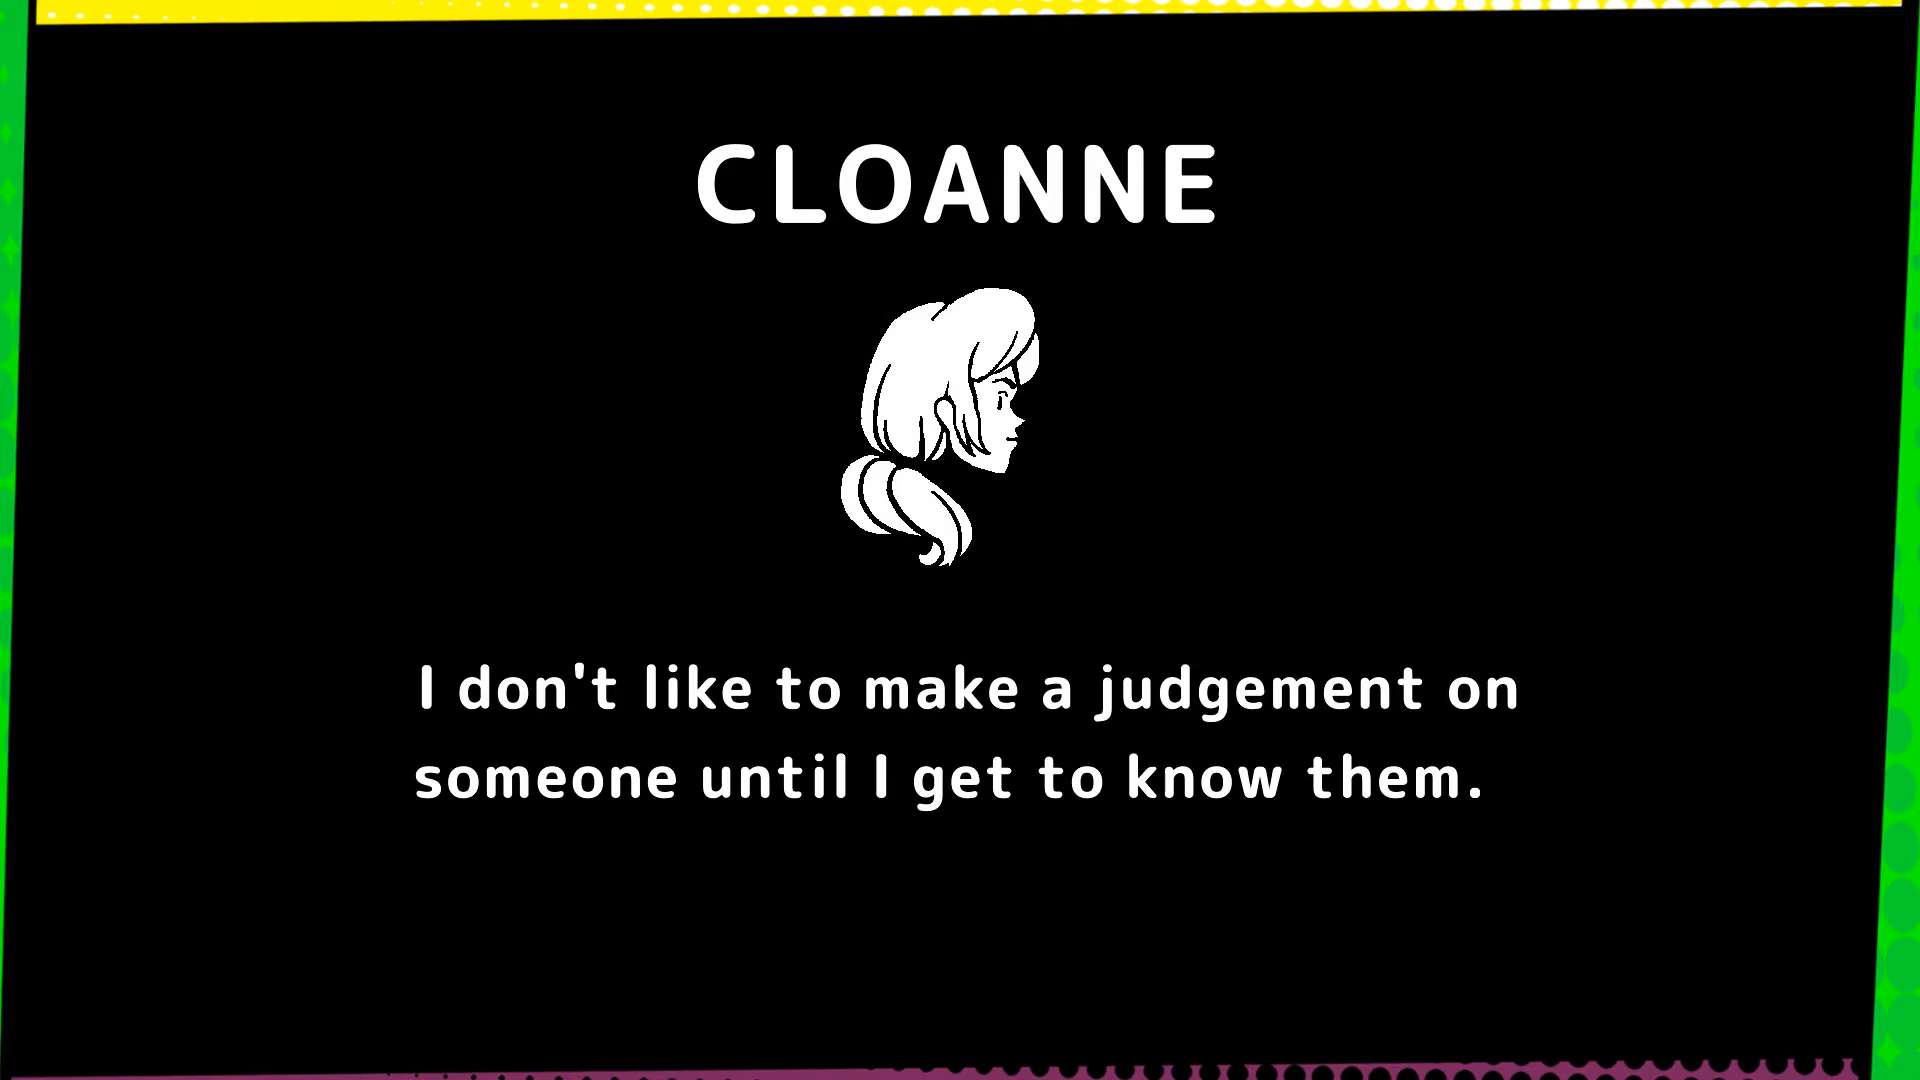 CLOANNE
I don't like to make a judgement on
someone until I get to know them.